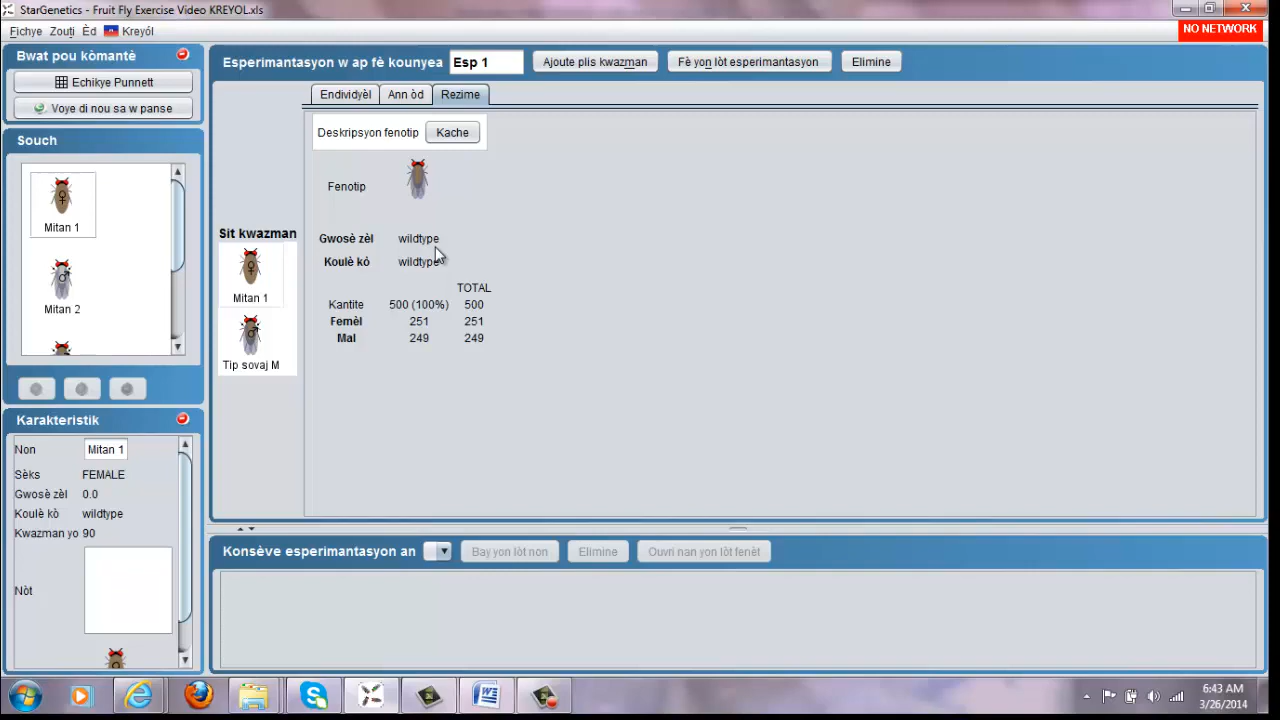 StarGenetics - Fruit Fly Exercise Video KREYOL.xls
Fichye Zouti Èd Kreyól
NO NETWORK
Bwat pou kòmantè
Echikye Punnett
Voye di nou sa w panse
Souch
Mitan 1
Mitan 2
Karakteristik
Non Mitan 1
Sèks FEMALE
Gwosè zèl 0.0
Koulè kò wildtype
Kwazman yo 90
Nòt
Esperimantasyon w ap fè kounyea Esp 1 Ajoute plis kwazman Fè yon lòt esperimantasyon Elimine
Endividyèl Ann òd Rezime
Sit kwazman
Mitan 1
Tip sovaj M
Deskripsyon fenotip Kache
Fenotip
Gwosè zèl wildtype
Koulè kò wildtype
TOTAL
Kantite 500 (100%) 500
Femèl 251 251
Mal 249 249
Konsève esperimantasyon an Bay yon lòt non Elimine Ouvri nan yon lòt fenèt
6:43 AM
3/26/2014